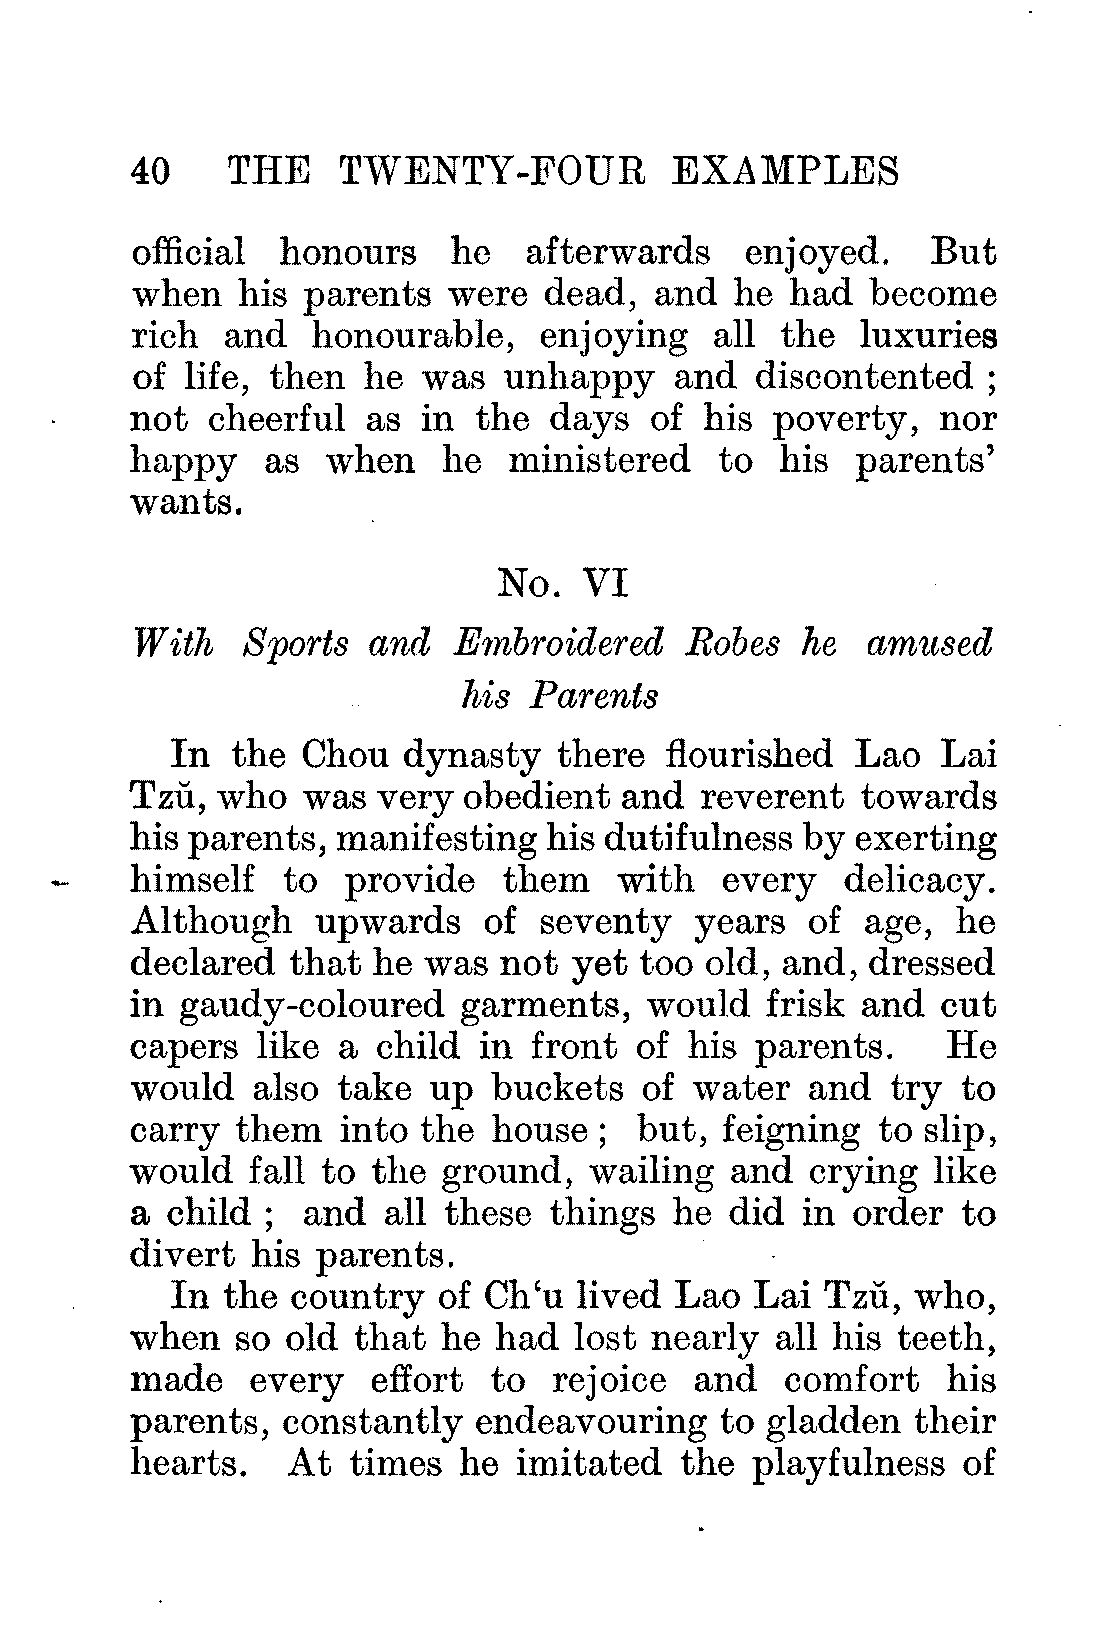 40 THE TWENTY-FOUR EXAMPLES
official honours he afterwards enjoyed. But
when his parents were dead, and he had become
rich and honourable, enjoying all the luxuries
of life, then he was unhappy and discontented ;
not cheerful as in the days of his poverty, nor
happy as when he ministered to his parents’
wants.
No. VI
With Sports and Embroidered Robes he amused
his Parents
In the Chou dynasty there flourished Lao Lai
Tzŭ, who was very obedient and reverent towards
his parents, manifesting his dutifulness by exerting
himself to provide them with every delicacy.
Although upwards of seventy years of age, he
declared that he was not yet too old, and, dressed
in gaudy-coloured garments, would frisk and cut
capers like a child in front of his parents. He
would also take up buckets of water and try to
carry them into the house ; but, feigning to slip,
would fall to the ground, wailing and crying like
a child ; and all these things he did in order to
divert his parents.
In the country of Ch‘u lived Lao Lai Tzŭ, who,
when so old that he had lost nearly all his teeth,
made every effort to rejoice and comfort his
parents, constantly endeavouring to gladden their
hearts. At times he imitated the playfulness of